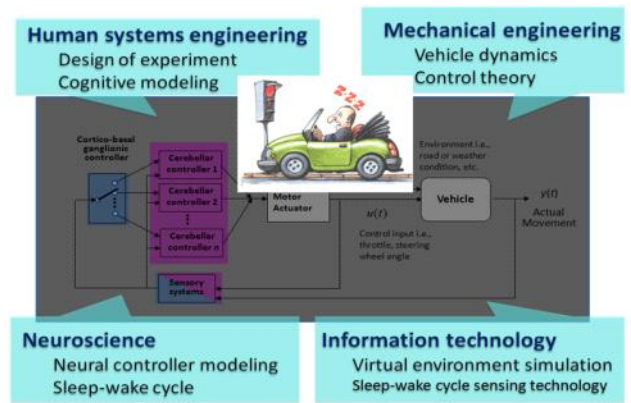 Human systems engineering
Design of experiment
Cognitive modeling
Mechanical engineering
Vehicle dynamics
Control theory
z-z-z
Cortico-basal
ganglionic
controller
Cerebellar
controller 1
Cerebellar
controller 2
Cerebellar
controller n
Motor
Actuator
Environment i.e.,
road or weather
condition, etc.
Vehicle
u(t)
Control input i.e.,
throttle, steering
wheel angle
y(t)
Actual
Movement
Sensory
systems
Neuroscience
Neural controller modeling
Sleep-wake cycle
Information technology
Virtual environment simulation
Sleep-wake cycle sensing technology